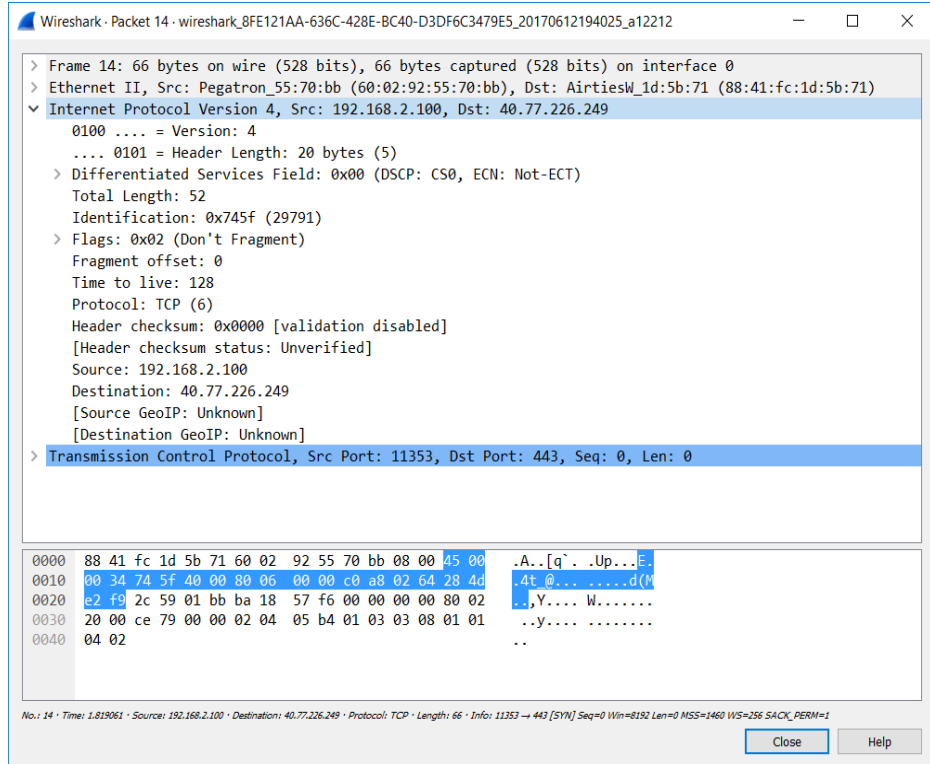 Wireshark · Packet 14 · wireshark_8FE121AA-636C-428E-BC40-D3DF6C3479E5_20170612194025_a12212
> Frame 14: 66 bytes on wire (528 bits), 66 bytes captured (528 bits) on interface 0
> Ethernet II, Src: Pegatron_55:70:bb (60:02:92:55:70:bb), Dst: AirtiesW_1d:5b:71 (88:41:fc:1d:5b:71)
Internet Protocol Version 4, Src: 192.168.2.100, Dst: 40.77.226.249
0100 .... = Version: 4
.... 0101 = Header Length: 20 bytes (5)
> Differentiated Services Field: 0x00 (DSCP: CS0, ECN: Not-ECT)
Total Length: 52
Identification: 0x745f (29791)
> Flags: 0x02 (Don't Fragment)
Fragment offset: 0
Time to live: 128
Protocol: TCP (6)
Header checksum: 0x0000 [validation disabled]
[Header checksum status: Unverified]
Source: 192.168.2.100
Destination: 40.77.226.249
[Source GeoIP: Unknown]
[Destination GeoIP: Unknown]
> Transmission Control Protocol, Src Port: 11353, Dst Port: 443, Seq: 0, Len: 0
0000 88 41 fc 1d 5b 71 60 02 92 55 70 bb 08 00 45 00 .A..[q`. .Up...E.
0010 00 34 74 5f 40 00 80 06 00 00 c0 a8 02 64 28 4d .4t_@... .....d(M
0020 e2 f9 2c 59 01 bb ba 18 57 f6 00 00 00 00 80 02 ..,Y.... W.......
0030 20 00 ce 79 00 00 02 04 05 b4 01 03 03 08 01 01 ..y.... ........
0040 04 02 ..
No.: 14 · Time: 1.819061 · Source: 192.168.2.100 · Destination: 40.77.226.249 · Protocol: TCP · Length: 66 · Info: 11353 → 443 [SYN] Seq=0 Win=8192 Len=0 MSS=1460 WS=256 SACK_PERM=1
Close Help